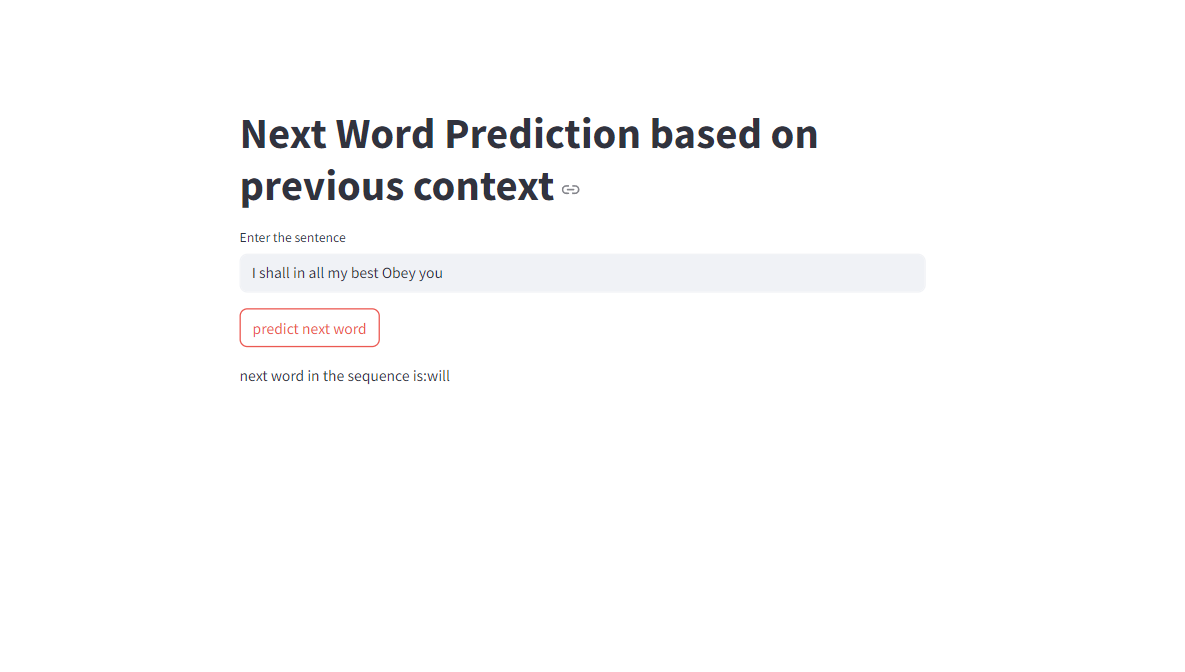 Next Word Prediction based on
previous context
Enter the sentence
I shall in all my best Obey you
predict next word
next word in the sequence is:will